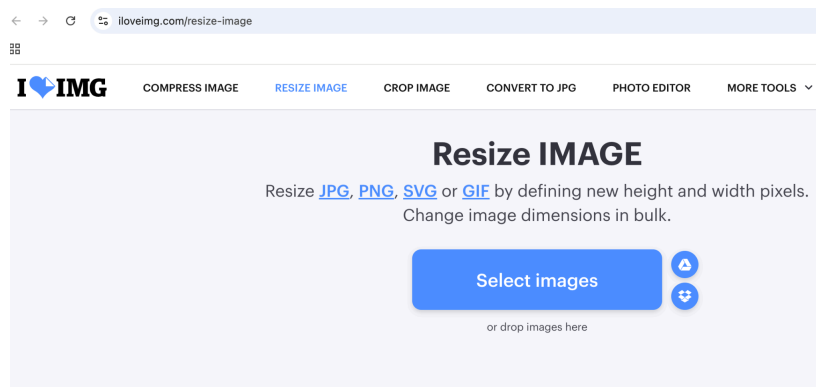 iloveimg.com/resize-image
I IMG
COMPRESS IMAGE RESIZE IMAGE CROP IMAGE CONVERT TO JPG PHOTO EDITOR MORE TOOLS
Resize IMAGE
Resize JPG, PNG, SVG or GIF by defining new height and width pixels.
Change image dimensions in bulk.
Select images
or drop images here